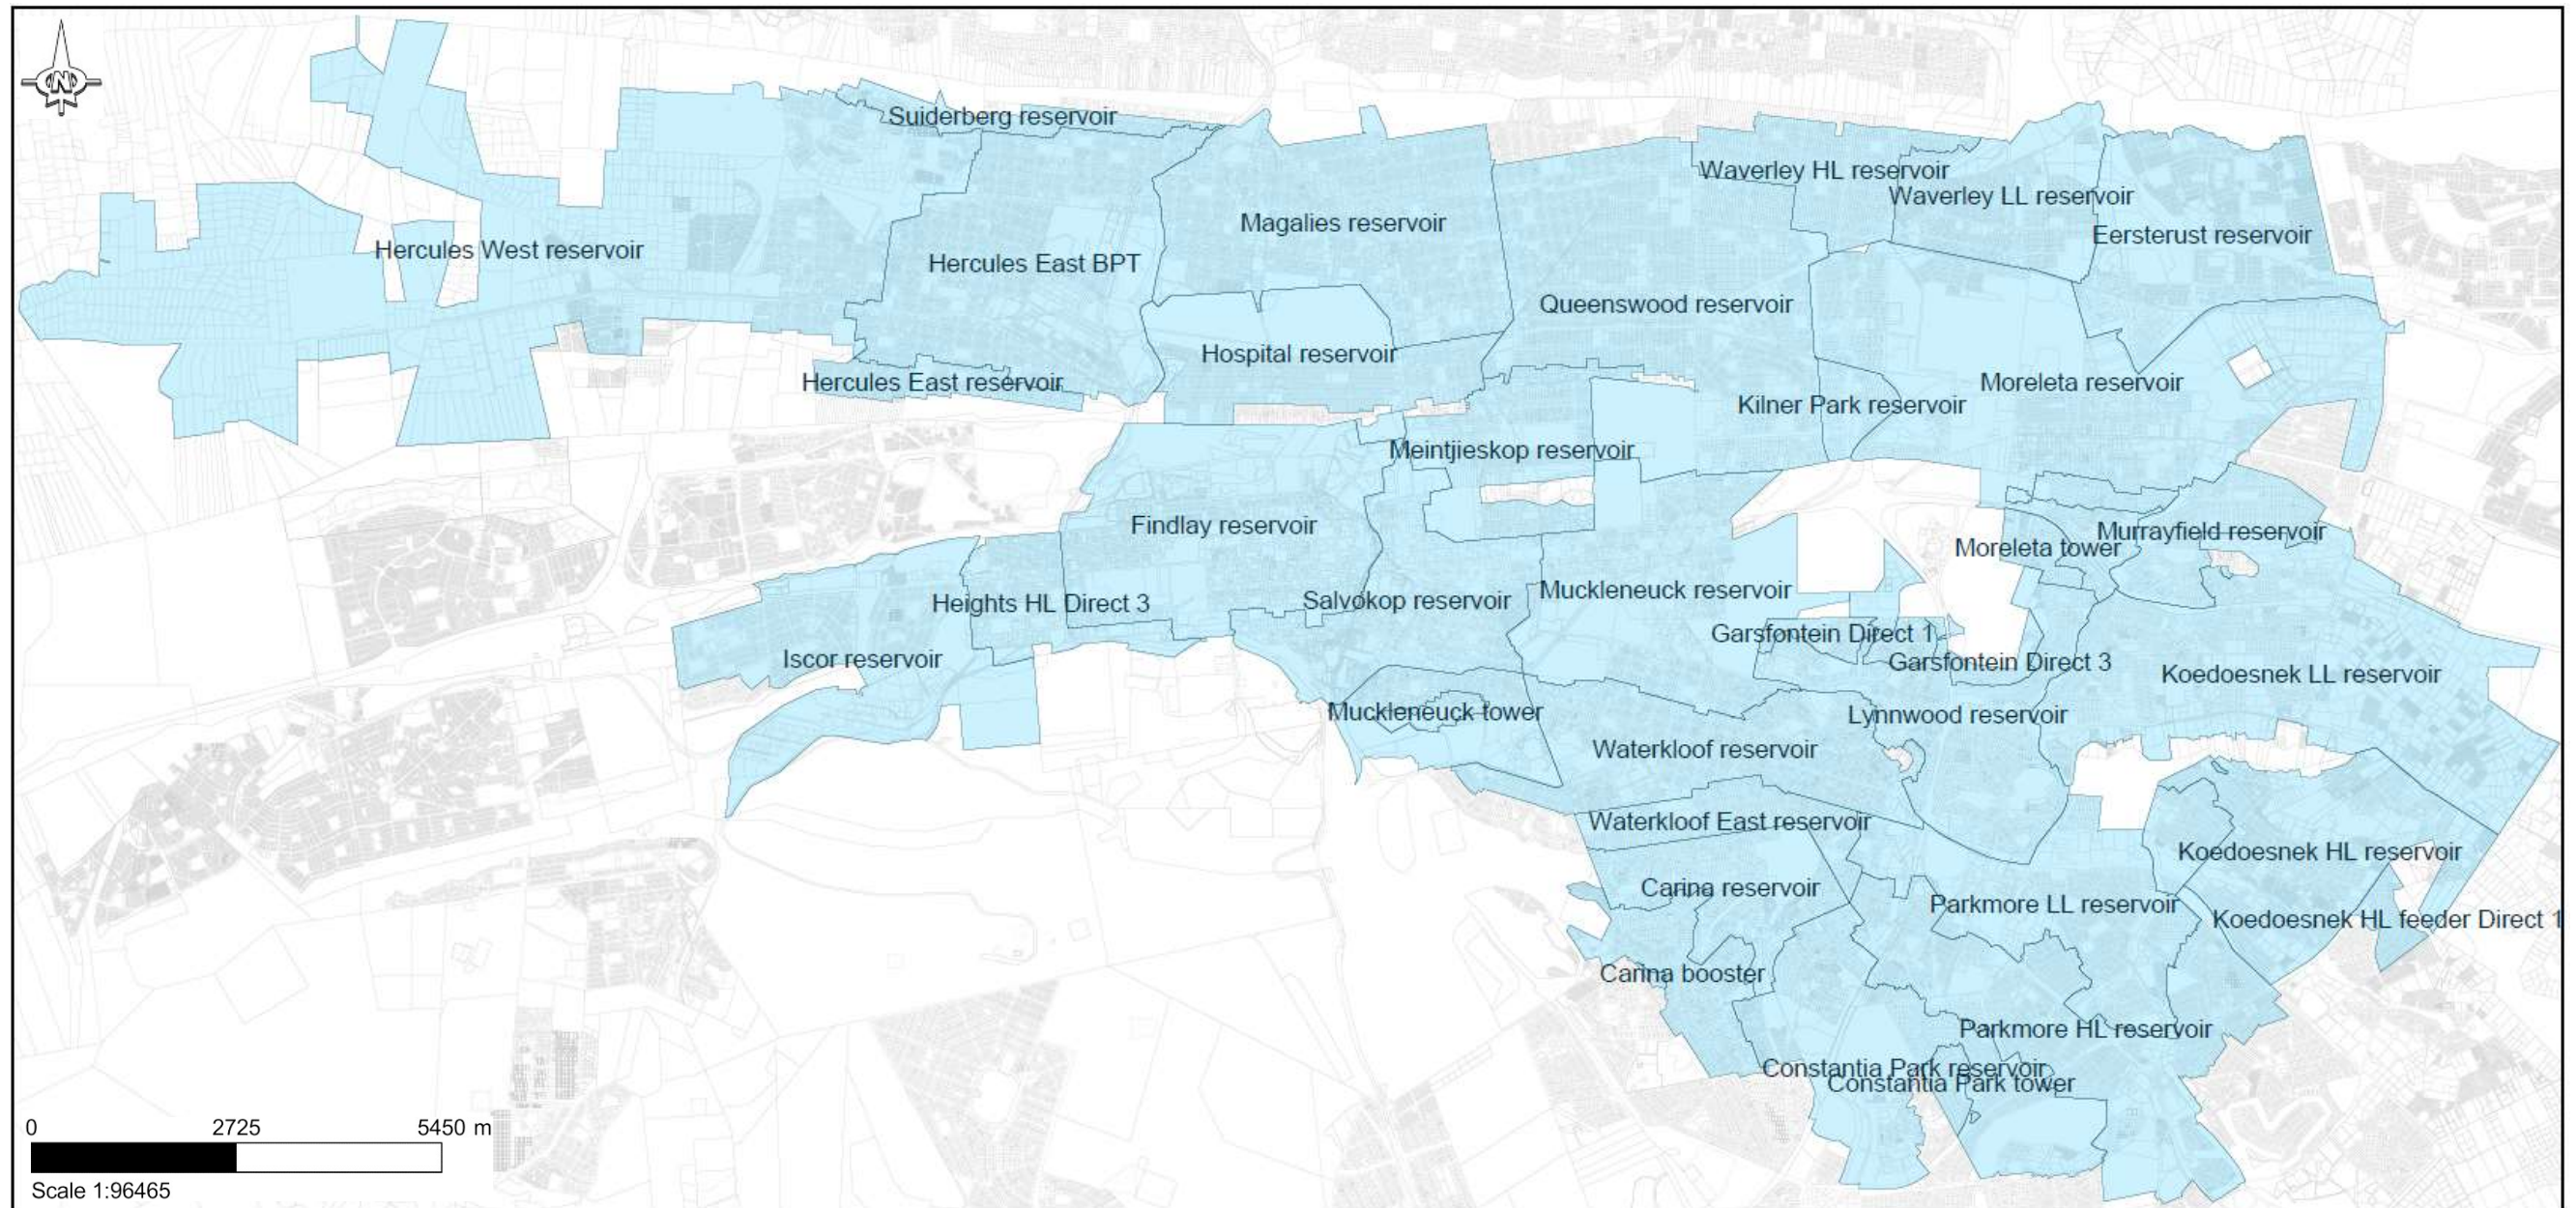 N
Suiderberg reservoir
Waverley HL reservoir
Waverley LL reservoir
Magalies reservoir
Eersterust reservoir
Hercules West reservoir
Hercules East BPT
Queenswood reservoir
Hospital reservoir
Hercules East reservoir
Moreleta reservoir
Kilner Park reservoir
Meintjieskop reservoir
Findlay reservoir
Murrayfield reservoir
Moreleta tower
Muckleneuck reservoir
Salvokop reservoir
Heights HL Direct 3
Garsfontein Direct 1
Iscor reservoir
Garsfontein Direct 3
Koedoesnek LL reservoir
Muckleneuck tower
Lynnwood reservoir
Waterkloof reservoir
Waterkloof East reservoir
Koedoesnek HL reservoir
Carina reservoir
Parkmore LL reservoir
Koedoesnek HL feeder Direct 1
Carina booster
Parkmore HL reservoir
Constantia Park reservoir
Constantia Park tower
0 2725 5450 m
Scale 1:96465